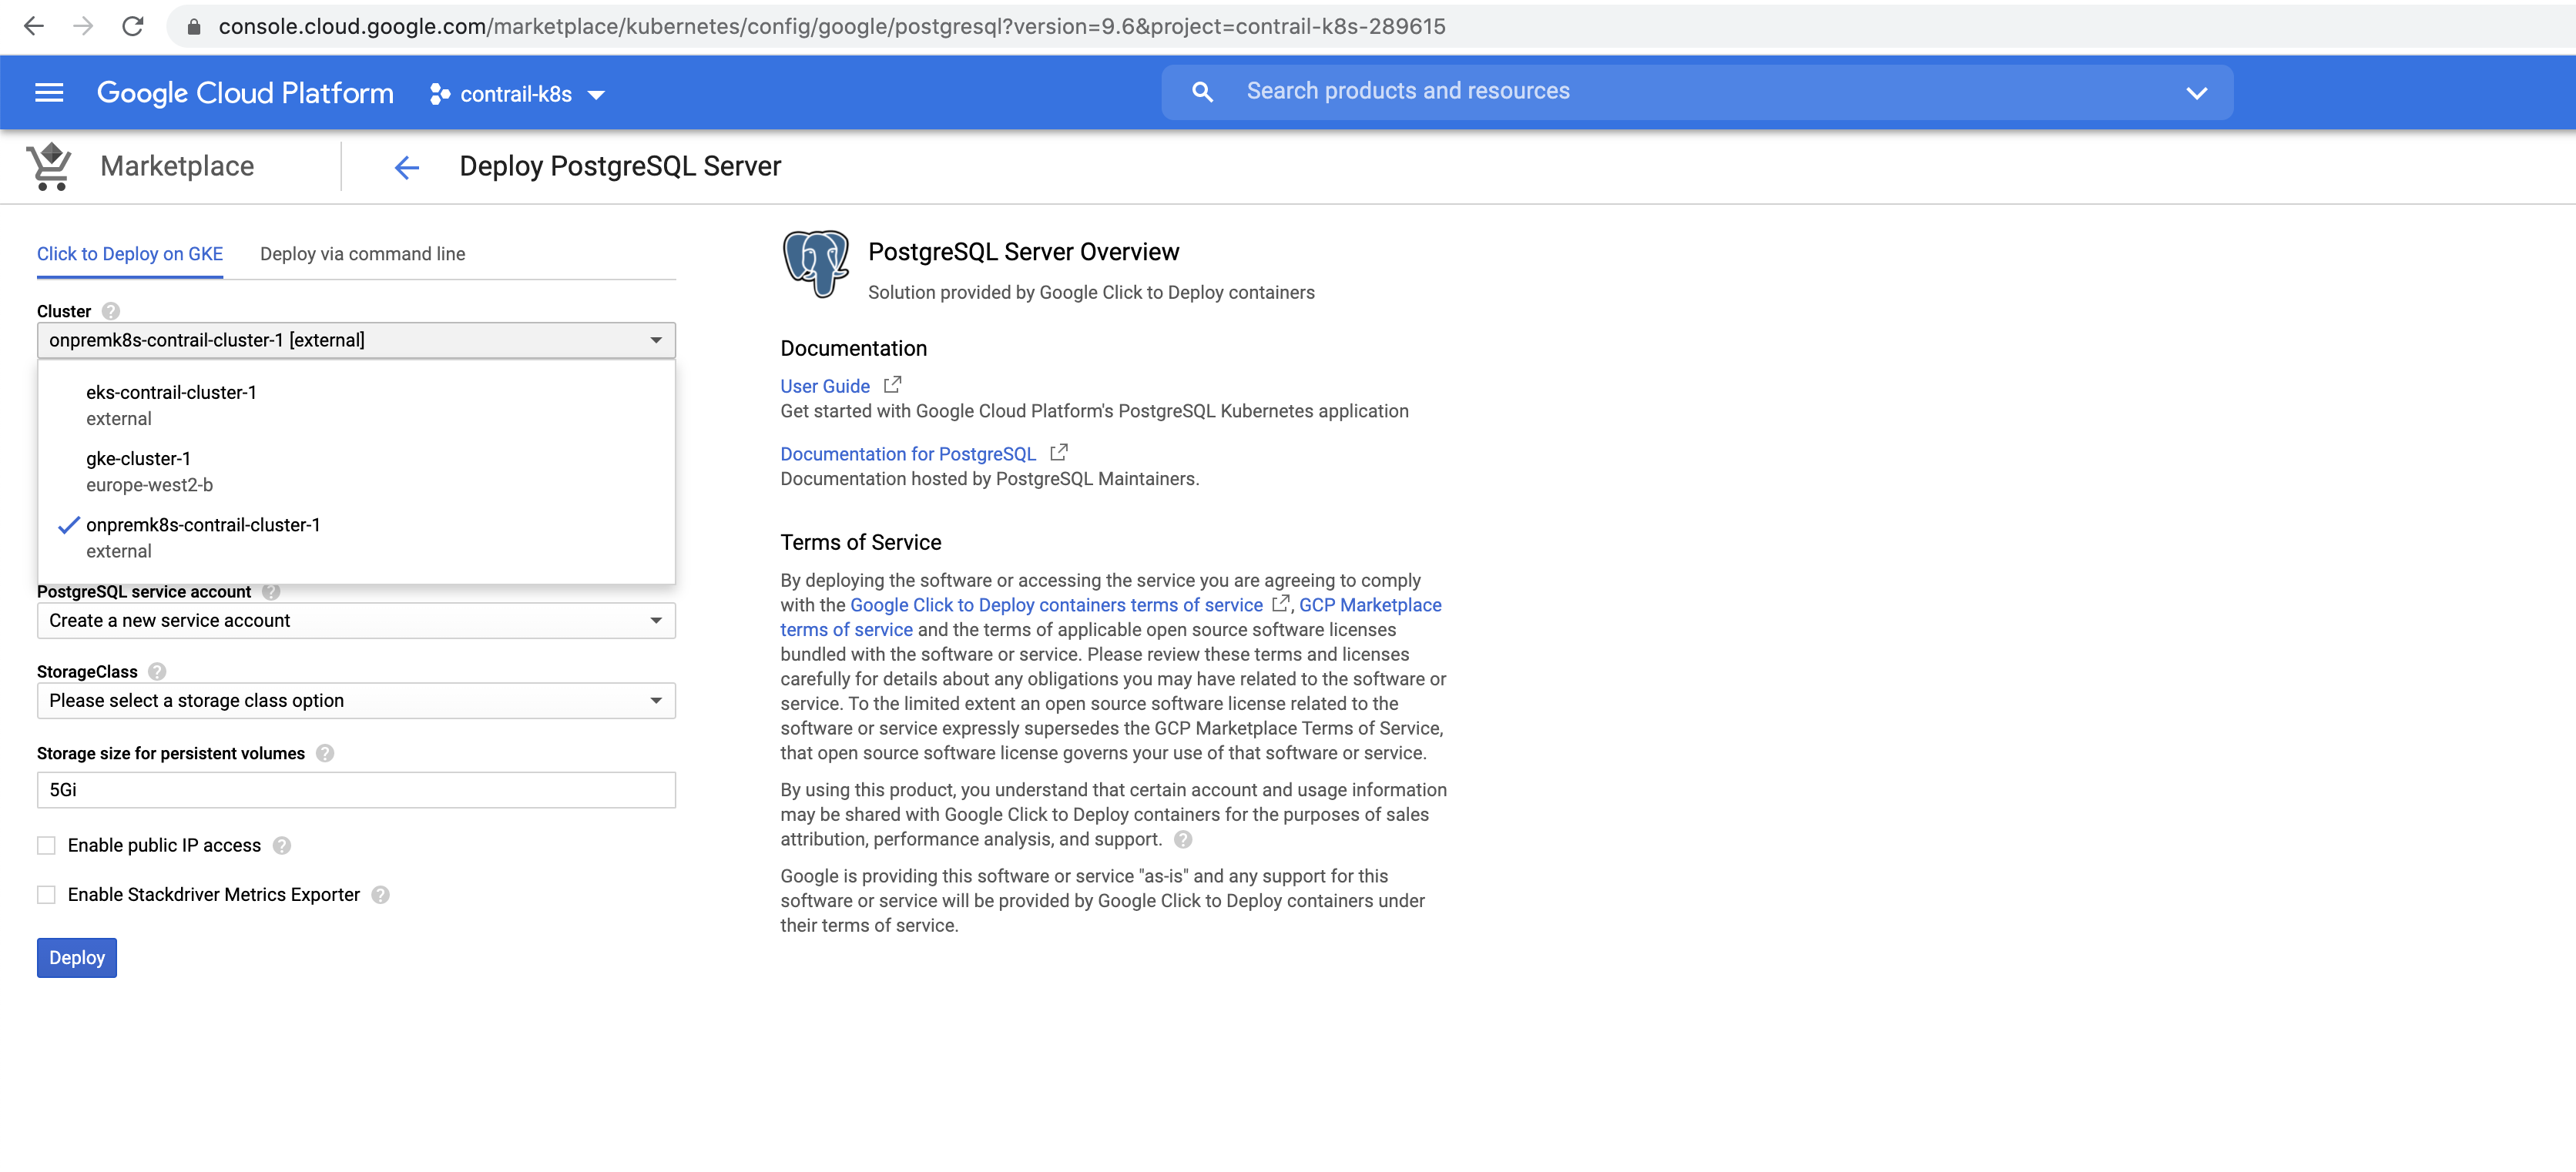 console.cloud.google.com/marketplace/kubernetes/config/google/postgresql?version=9.6&project=contrail-k8s-289615
Google Cloud Platform
contrail-k8s
Search products and resources
Marketplace
Deploy PostgreSQL Server
Click to Deploy on GKE
Deploy via command line
Cluster ?
onpremk8s-contrail-cluster-1 [external]
eks-contrail-cluster-1
external
gke-cluster-1
europe-west2-b
onpremk8s-contrail-cluster-1
external
PostgreSQL service account ?
Create a new service account
StorageClass ?
Please select a storage class option
Storage size for persistent volumes ?
5Gi
Enable public IP access ?
Enable Stackdriver Metrics Exporter ?
Deploy
PostgreSQL Server Overview
Solution provided by Google Click to Deploy containers
Documentation
User Guide
Get started with Google Cloud Platform's PostgreSQL Kubernetes application
Documentation for PostgreSQL
Documentation hosted by PostgreSQL Maintainers.
Terms of Service
By deploying the software or accessing the service you are agreeing to comply
with the Google Click to Deploy containers terms of service , GCP Marketplace
terms of service and the terms of applicable open source software licenses
bundled with the software or service. Please review these terms and licenses
carefully for details about any obligations you may have related to the software or
service. To the limited extent an open source software license related to the
software or service expressly supersedes the GCP Marketplace Terms of Service,
that open source software license governs your use of that software or service.
By using this product, you understand that certain account and usage information
may be shared with Google Click to Deploy containers for the purposes of sales
attribution, performance analysis, and support. ?
Google is providing this software or service "as-is" and any support for this
software or service will be provided by Google Click to Deploy containers under
their terms of service.